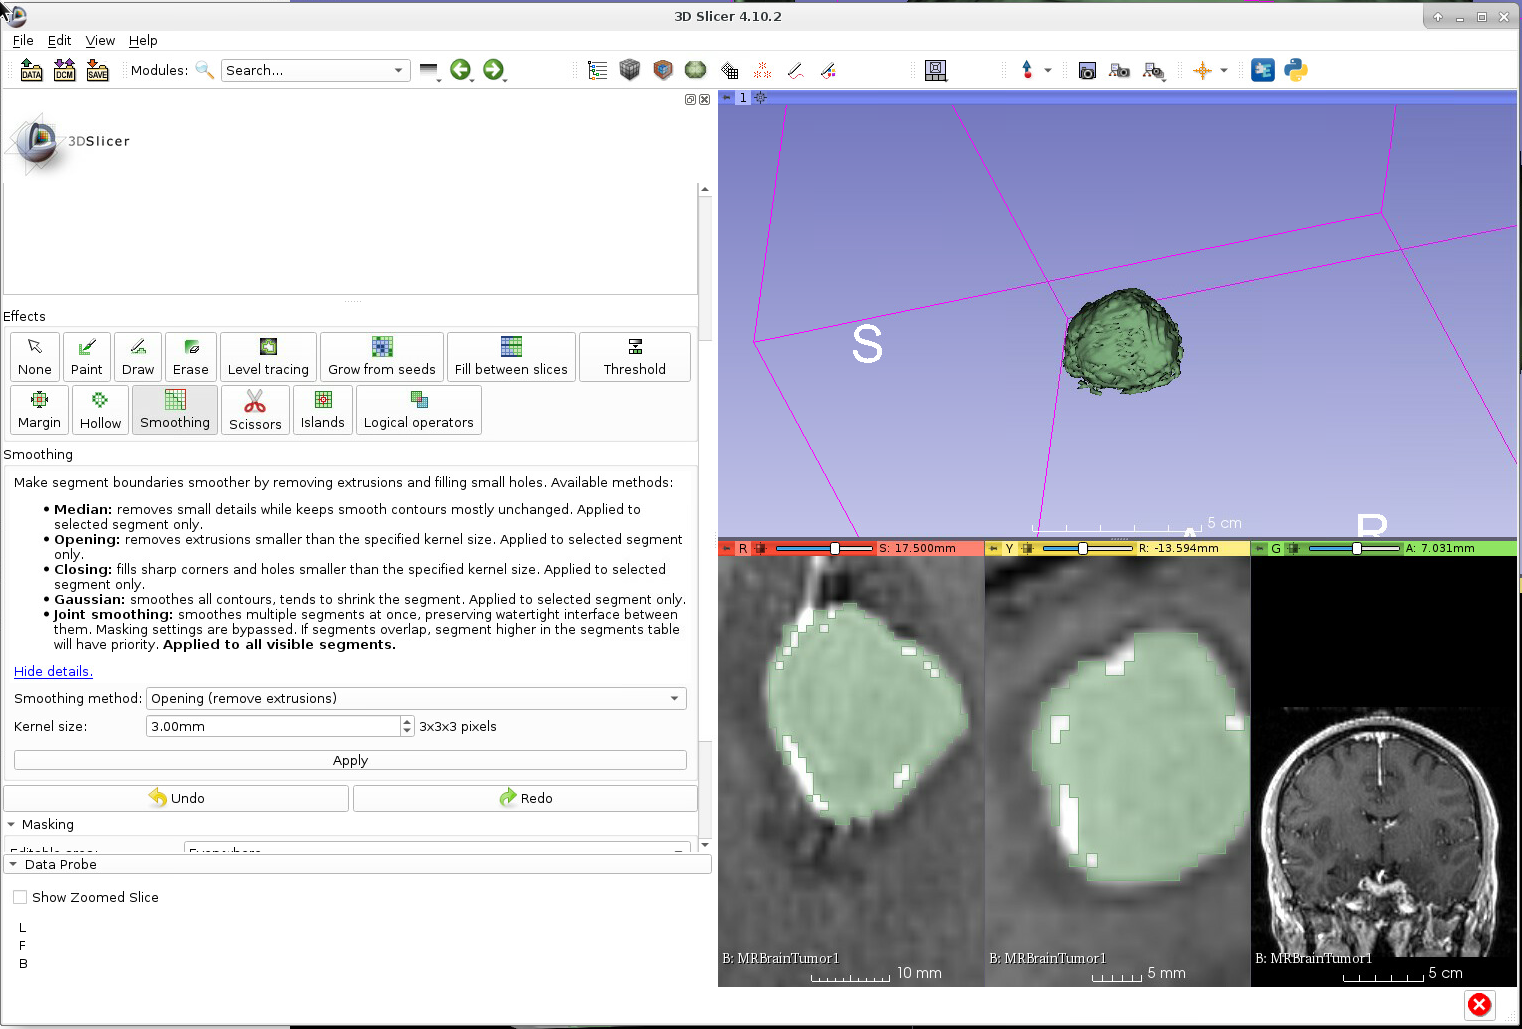 3D Slicer 4.10.2
File Edit View Help
DATA DCM SAVE Modules: Search...
3DSlicer
Effects
None Paint Draw Erase Level tracing Grow from seeds Fill between slices Threshold
Margin Hollow Smoothing Scissors Islands Logical operators
Smoothing
Make segment boundaries smoother by removing extrusions and filling small holes. Available methods:
• Median: removes small details while keeps smooth contours mostly unchanged. Applied to
selected segment only.
• Opening: removes extrusions smaller than the specified kernel size. Applied to selected segment
only.
• Closing: fills sharp corners and holes smaller than the specified kernel size. Applied to selected
segment only.
• Gaussian: smoothes all contours, tends to shrink the segment. Applied to selected segment only.
• Joint smoothing: smoothes multiple segments at once, preserving watertight interface between
them. Masking settings are bypassed. If segments overlap, segment higher in the segments table
will have priority. Applied to all visible segments.
Hide details.
Smoothing method: Opening (remove extrusions)
Kernel size: 3.00mm 3x3x3 pixels
Apply
Undo Redo
Masking
Editable area: Everywhere
Data Probe
Show Zoomed Slice
L
F
B
1
S
5 cm
R
R S: 17.500mm
Y R: -13.594mm
G A: 7.031mm
B: MRBrainTumor1
10 mm
B: MRBrainTumor1
5 mm
B: MRBrainTumor1
5 cm